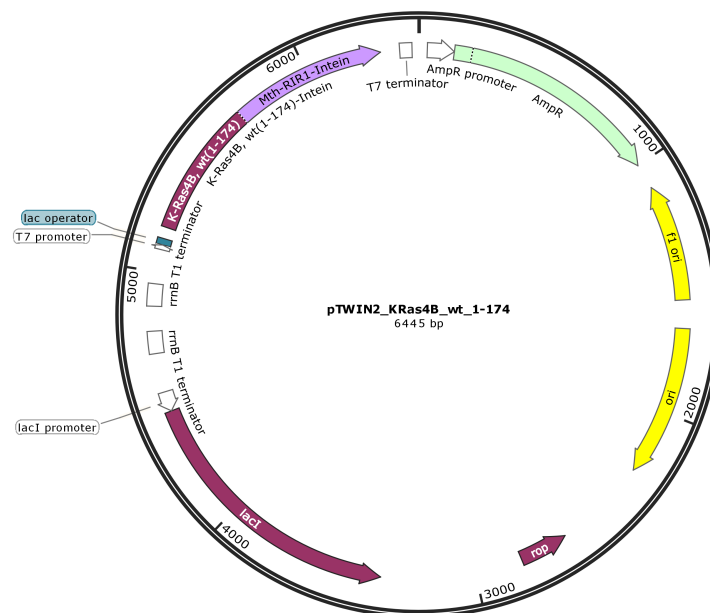 6000
Mth-RIR1-Intein
K-Ras4B, wt(1-174)
K-Ras4B, wt(1-174)-Intein
T7 terminator
AmpR promoter
AmpR
1000
lac operator
T7 promoter
rrnB T1 terminator
f1 ori
5000
pTWIN2_KRas4B_wt_1-174
6445 bp
rrnB T1 terminator
ori
2000
lacI promoter
lacI
4000
rop
3000